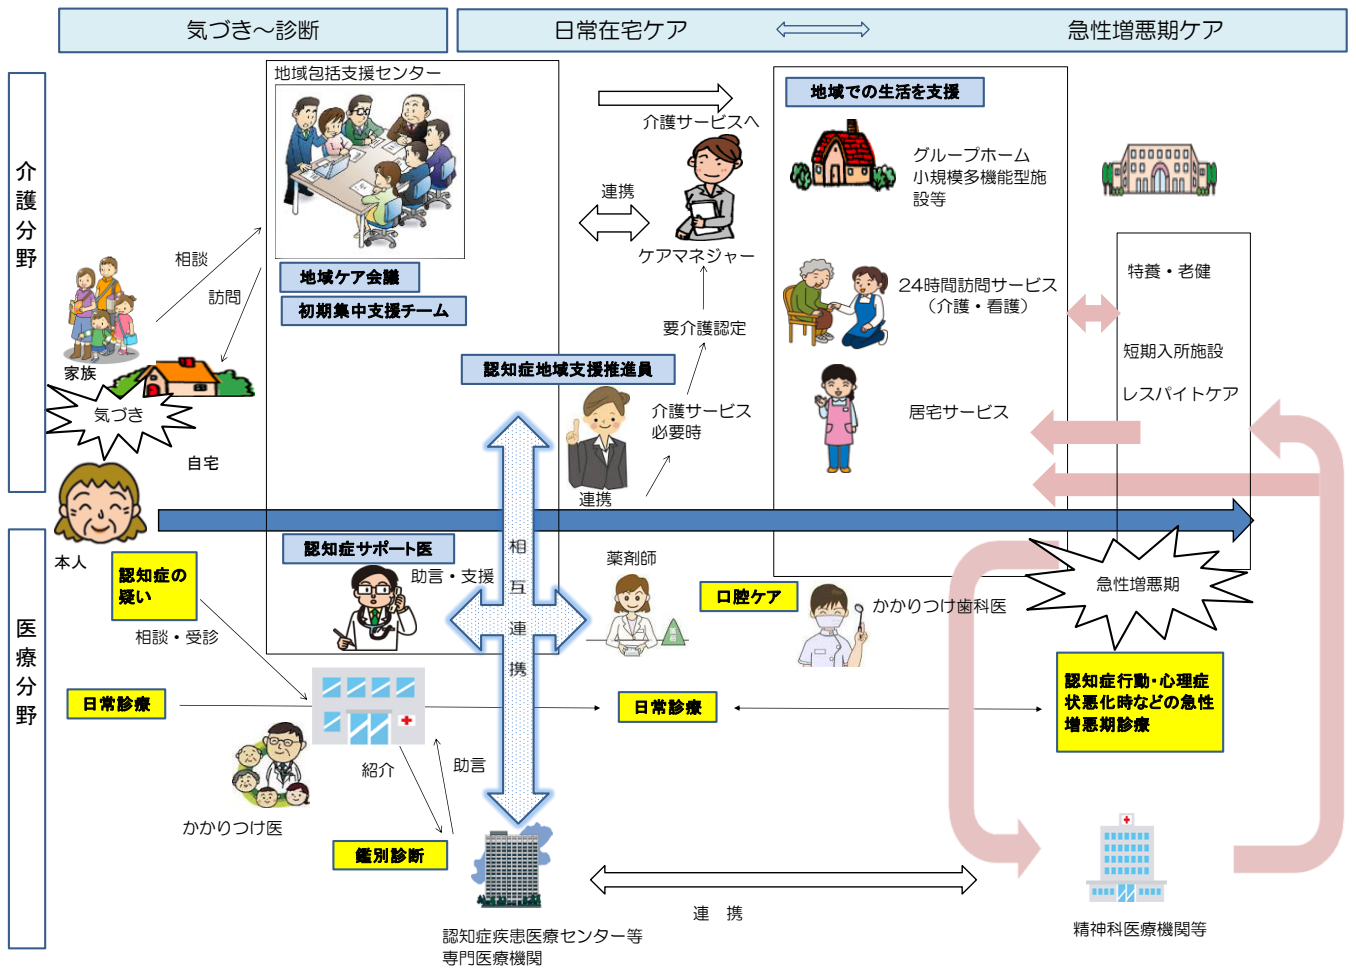 気づき～診断
日常在宅ケア
急性増悪期ケア
介護分野
地域包括支援センター
地域ケア会議
初期集中支援チーム
相談
訪問
家族
気づき
自宅
本人
介護サービスへ
連携
ケアマネジャー
要介護認定
認知症地域支援推進員
介護サービス
必要時
連携
地域での生活を支援
グループホーム
小規模多機能型施
設等
24時間訪問サービス
（介護・看護）
居宅サービス
特養・老健
短期入所施設
レスパイトケア
医療分野
認知症の
疑い
相談・受診
日常診療
かかりつけ医
認知症サポート医
助言・支援
相互連携
紹介
助言
鑑別診断
認知症疾患医療センター等
専門医療機関
薬剤師
薬局
口腔ケア
かかりつけ歯科医
日常診療
急性増悪期
認知症行動・心理症
状悪化時などの急性
増悪期診療
連　携
精神科医療機関等